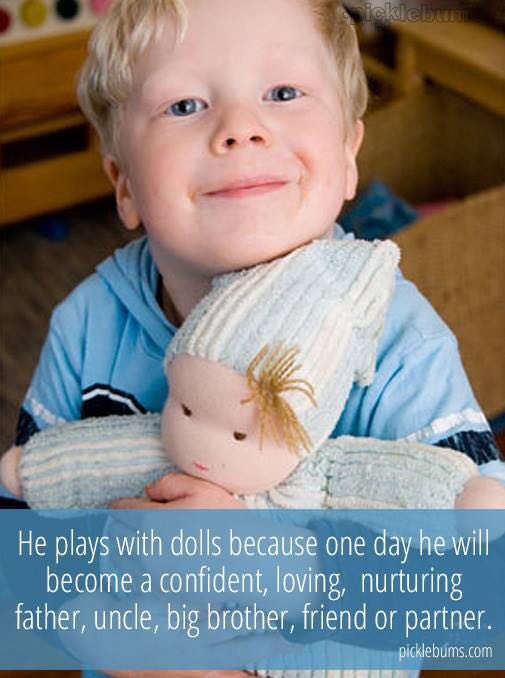 picklebums
He plays with dolls because one day he will
become a confident, loving,  nurturing
father, uncle, big brother, friend or partner.
picklebums.com